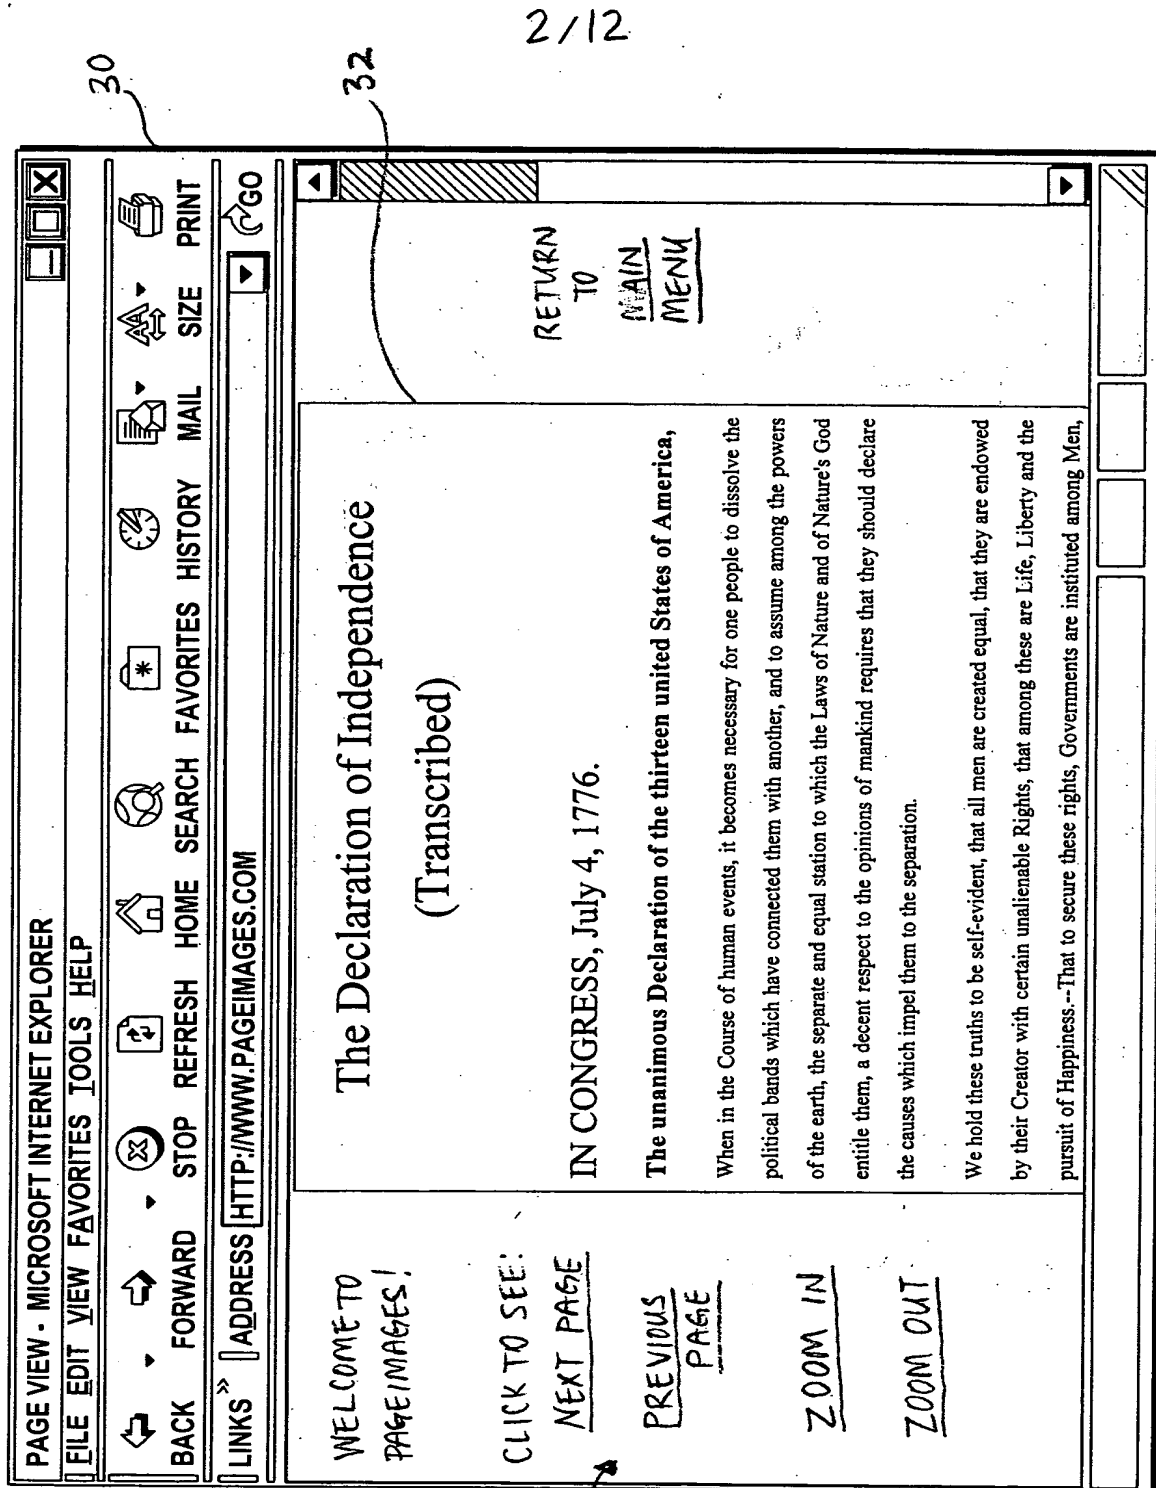 2/12
30
32
PAGE VIEW - MICROSOFT INTERNET EXPLORER
FILE EDIT VIEW FAVORITES TOOLS HELP
BACK FORWARD STOP REFRESH HOME SEARCH FAVORITES HISTORY MAIL SIZE PRINT
LINKS » ADDRESS HTTP://WWW.PAGEIMAGES.COM GO
WELCOME TO
PAGEIMAGES!
CLICK TO SEE:
NEXT PAGE
PREVIOUS
PAGE
ZOOM IN
ZOOM OUT
The Declaration of Independence
(Transcribed)
IN CONGRESS, July 4, 1776.
The unanimous Declaration of the thirteen united States of America,
When in the Course of human events, it becomes necessary for one people to dissolve the
political bands which have connected them with another, and to assume among the powers
of the earth, the separate and equal station to which the Laws of Nature and of Nature's God
entitle them, a decent respect to the opinions of mankind requires that they should declare
the causes which impel them to the separation.
We hold these truths to be self-evident, that all men are created equal, that they are endowed
by their Creator with certain unalienable Rights, that among these are Life, Liberty and the
pursuit of Happiness.--That to secure these rights, Governments are instituted among Men,
RETURN
TO
MAIN
MENU